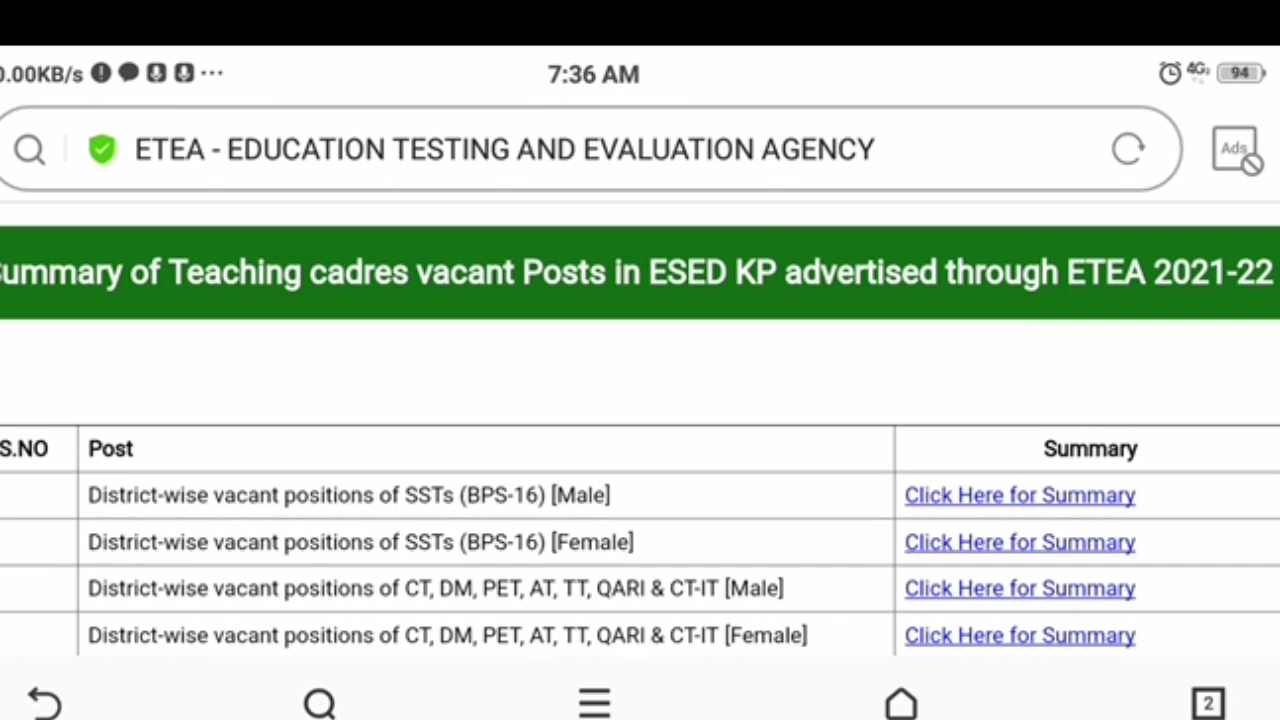 0.00KB/s ... 7:36 AM 4G 94
ETEA - EDUCATION TESTING AND EVALUATION AGENCY Ads
Summary of Teaching cadres vacant Posts in ESED KP advertised through ETEA 2021-22
S.NO Post Summary
District-wise vacant positions of SSTs (BPS-16) [Male] Click Here for Summary
District-wise vacant positions of SSTs (BPS-16) [Female] Click Here for Summary
District-wise vacant positions of CT, DM, PET, AT, TT, QARI & CT-IT [Male] Click Here for Summary
District-wise vacant positions of CT, DM, PET, AT, TT, QARI & CT-IT [Female] Click Here for Summary
2